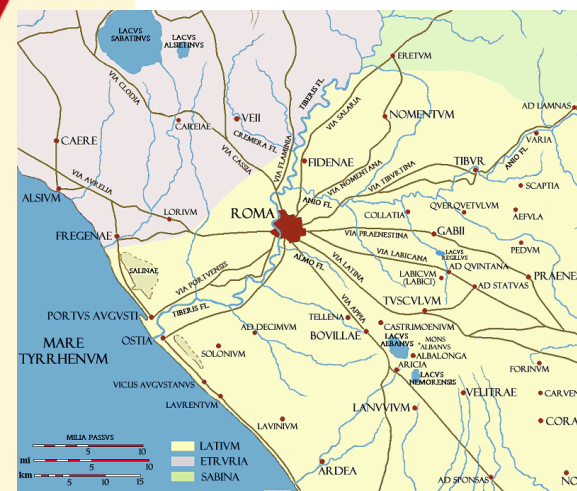 LACVS
SABATINVS
LACVS
ALSIETINVS
ERETVM
TIBERIS FL.
VIA CLODIA
VIA SALARIA
AD LAMNAS
VEII
NOMENTVM
CAREIAE
CREMERA FL.
VARIA
CAERE
VIA CASSIA
VIA FLAMINIA
FIDENAE
VIA NOMENTANA
VIA TIBVRTINA
TIBVR
ANIO FL.
VIA AVRELIA
SCAPTIA
ALSIVM
ANIO FL.
LORIVM
ROMA
COLLATIA
QVERQVETVLVM
AEFVLA
FREGENAE
VIA PRAENESTINA
GABII
PEDVM
SALINAE
ALMO FL.
VIA LATINA
VIA LABICANA
LACVS
REGILLVS
AD QVINTANA
LABICVM
(LABICI)
PRAENE
AD STATVAS
VIA PORTVENSIS
VIA APPIA
TVSCVLVM
PORTVS AVGVSTI
TIBERIS FL.
TELLENA
CASTRIMOENIVM
AD DECIMVM
BOVILLAE
OSTIA
LACVS
ALBANVS
MONS
ALBANVS
MARE
TYRRHENVM
SOLONIVM
ALBALONGA
ARICIA
FORINVM
LACVS
NEMORENSIS
VICVS AVGVSTANVS
VELITRAE
CARVEN
LAVRENTVM
LANVVIVM
LAVINIVM
CORA
MILIA PASSVS
5
10
mi
5
10
km
5
10
15
LATIVM
ETRVRIA
SABINA
ARDEA
AD SPONSAS
NO